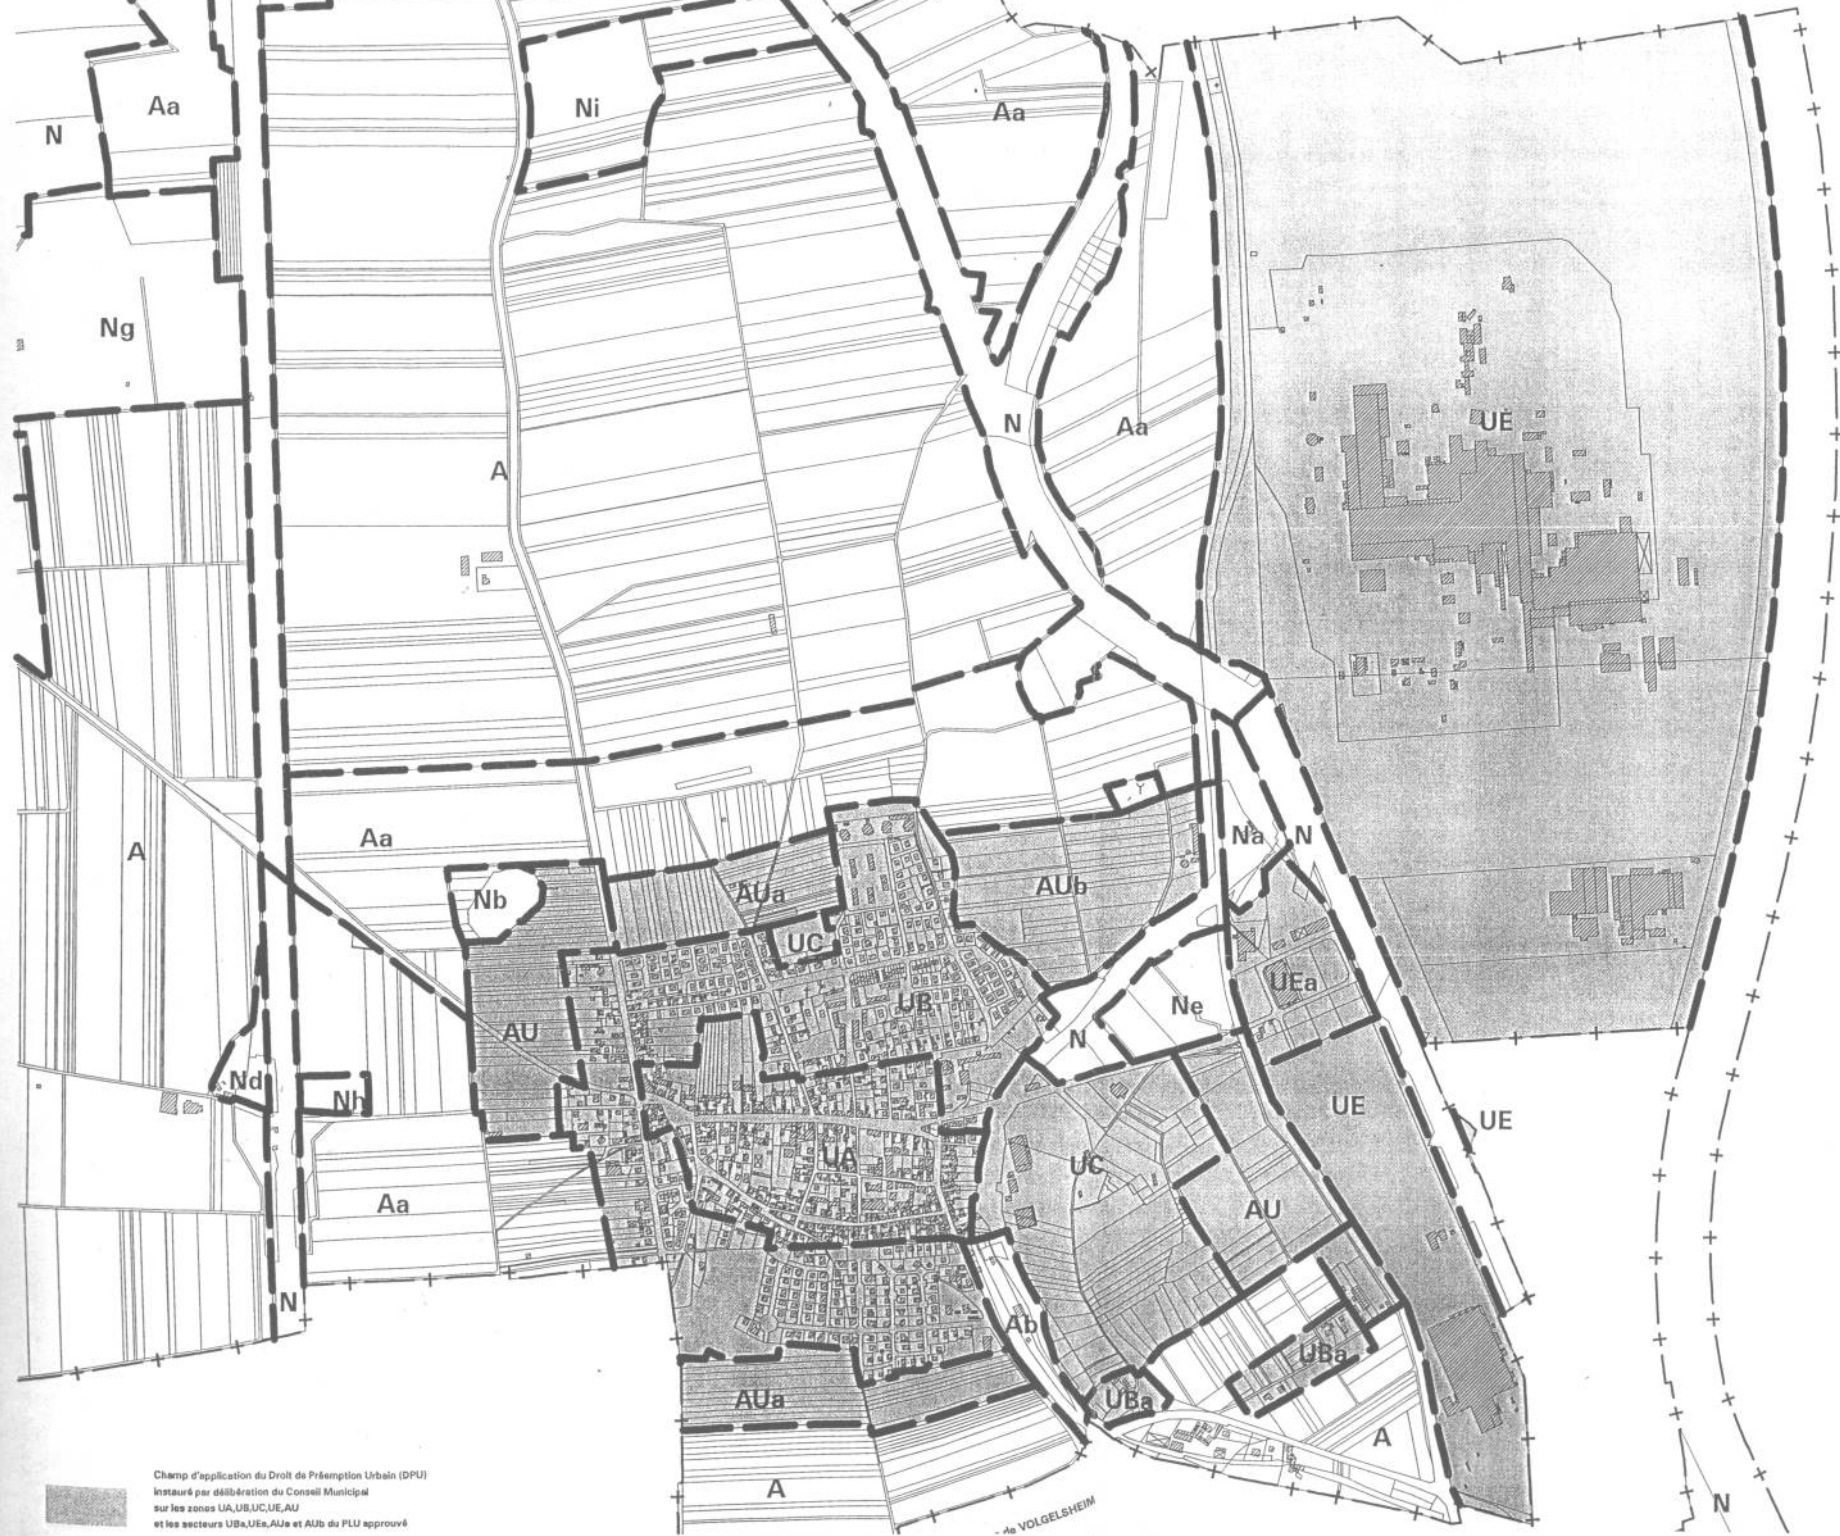 Aa
N
Ni
Aa
Ng
N
Aa
UE
A
A
Aa
Na
N
Nb
AUa
AUb
UC
UB
UEa
Ne
AU
N
Nd
Nh
UE
UE
UA
UC
Aa
AU
N
Ab
UBa
AUa
UBa
A
A
N
de VOLGELSHEIM
Champ d'application du Droit de Préemption Urbain (DPU)
instauré par délibération du Conseil Municipal
sur les zones UA,UB,UC,UE,AU
et les secteurs UBa,UEa,AUa et AUb du PLU approuvé